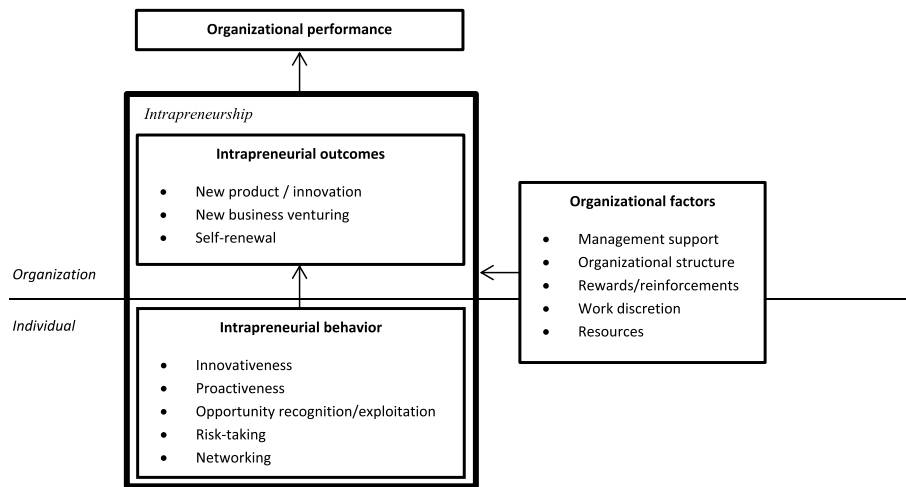 Organizational performance
Intrapreneurship
Intrapreneurial outcomes
• New product / innovation
• New business venturing
• Self-renewal
Organizational factors
• Management support
• Organizational structure
• Rewards/reinforcements
• Work discretion
• Resources
Organization
Individual
Intrapreneurial behavior
• Innovativeness
• Proactiveness
• Opportunity recognition/exploitation
• Risk-taking
• Networking